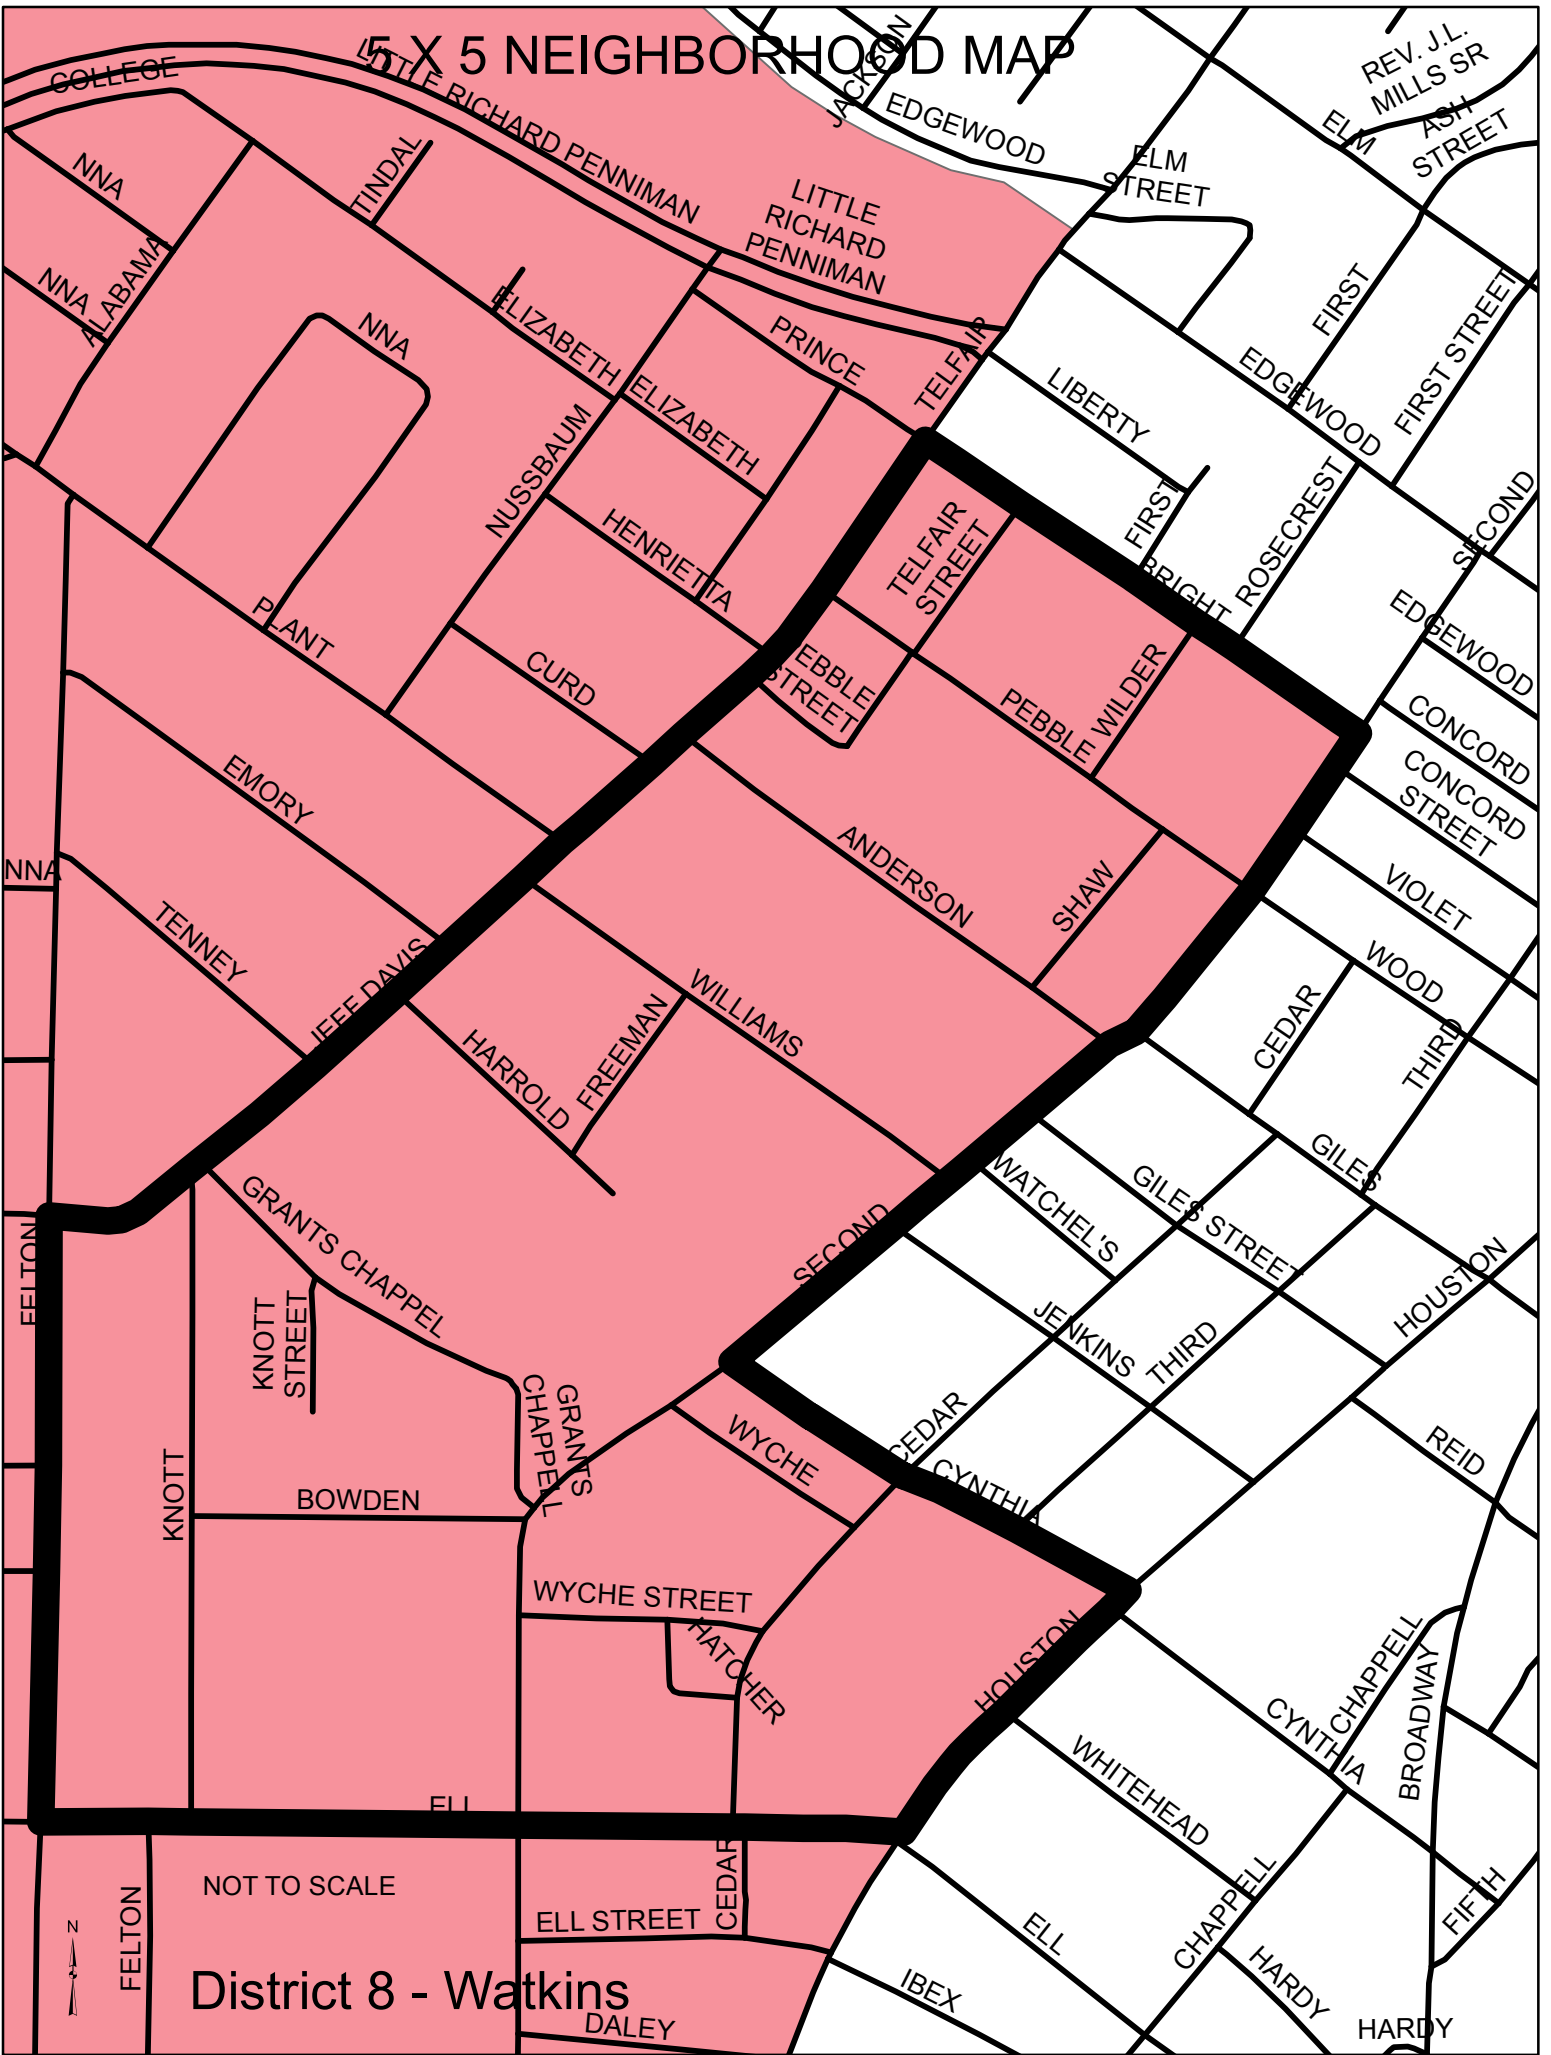 5 X 5 NEIGHBORHOOD MAP
COLLEGE
LITTLE RICHARD PENNIMAN
JACKSON
EDGEWOOD
REV. J.L.
MILLS SR
ASH
STREET
ELM
ELM
STREET
NNA
TINDAL
LITTLE
RICHARD
PENNIMAN
NNA
ALABAMA
NNA
ELIZABETH
PRINCE
TELFAIR
FIRST
FIRST STREET
LIBERTY
EDGEWOOD
ELIZABETH
NUSSBAUM
HENRIETTA
TELFAIR
STREET
FIRST
BRIGHT
ROSECREST
SECOND
EDGEWOOD
PLANT
CURD
EBBLE
STREET
PEBBLE
WILDER
CONCORD
CONCORD
STREET
EMORY
ANDERSON
SHAW
VIOLET
NNA
TENNEY
JEFF DAVIS
WILLIAMS
WOOD
CEDAR
THIRD
HARROLD
FREEMAN
GILES
WATCHEL'S
GILES STREET
GRANTS CHAPPEL
SECOND
FELTON
KNOTT
STREET
JENKINS
THIRD
HOUSTON
GRANTS
CHAPPELL
WYCHE
CEDAR
CYNTHIA
REID
KNOTT
BOWDEN
WYCHE STREET
HATCHER
HOUSTON
CHAPPELL
BROADWAY
CYNTHIA
WHITEHEAD
ELL
NOT TO SCALE
CEDAR
FELTON
ELL STREET
ELL
CHAPPELL
FIFTH
HARDY
N
District 8 - Watkins
IBEX
DALEY
HARDY